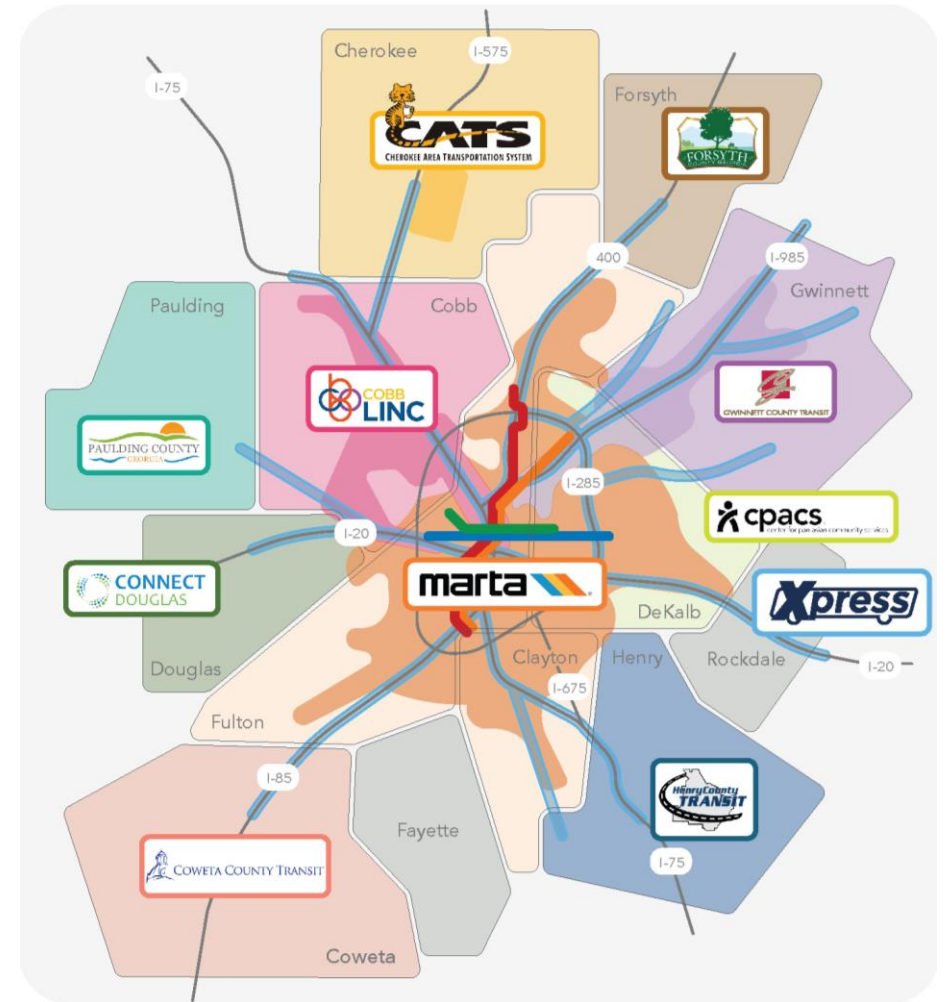 Cherokee
I-575
I-75
CATS
CHEROKEE AREA TRANSPORTATION SYSTEM
Forsyth
FORSYTH
400
I-985
Gwinnett
Paulding
Cobb
COBB
LINC
GWINNETT COUNTY TRANSIT
PAULDING COUNTY
GEORGIA
I-285
cpacs
center for pan asian community services
I-20
CONNECT
DOUGLAS
marta
Xpress
DeKalb
Douglas
Clayton
Henry
Rockdale
I-20
I-675
Fulton
I-85
HenryCounty
TRANSIT
Fayette
COWETA COUNTY TRANSIT
I-75
Coweta